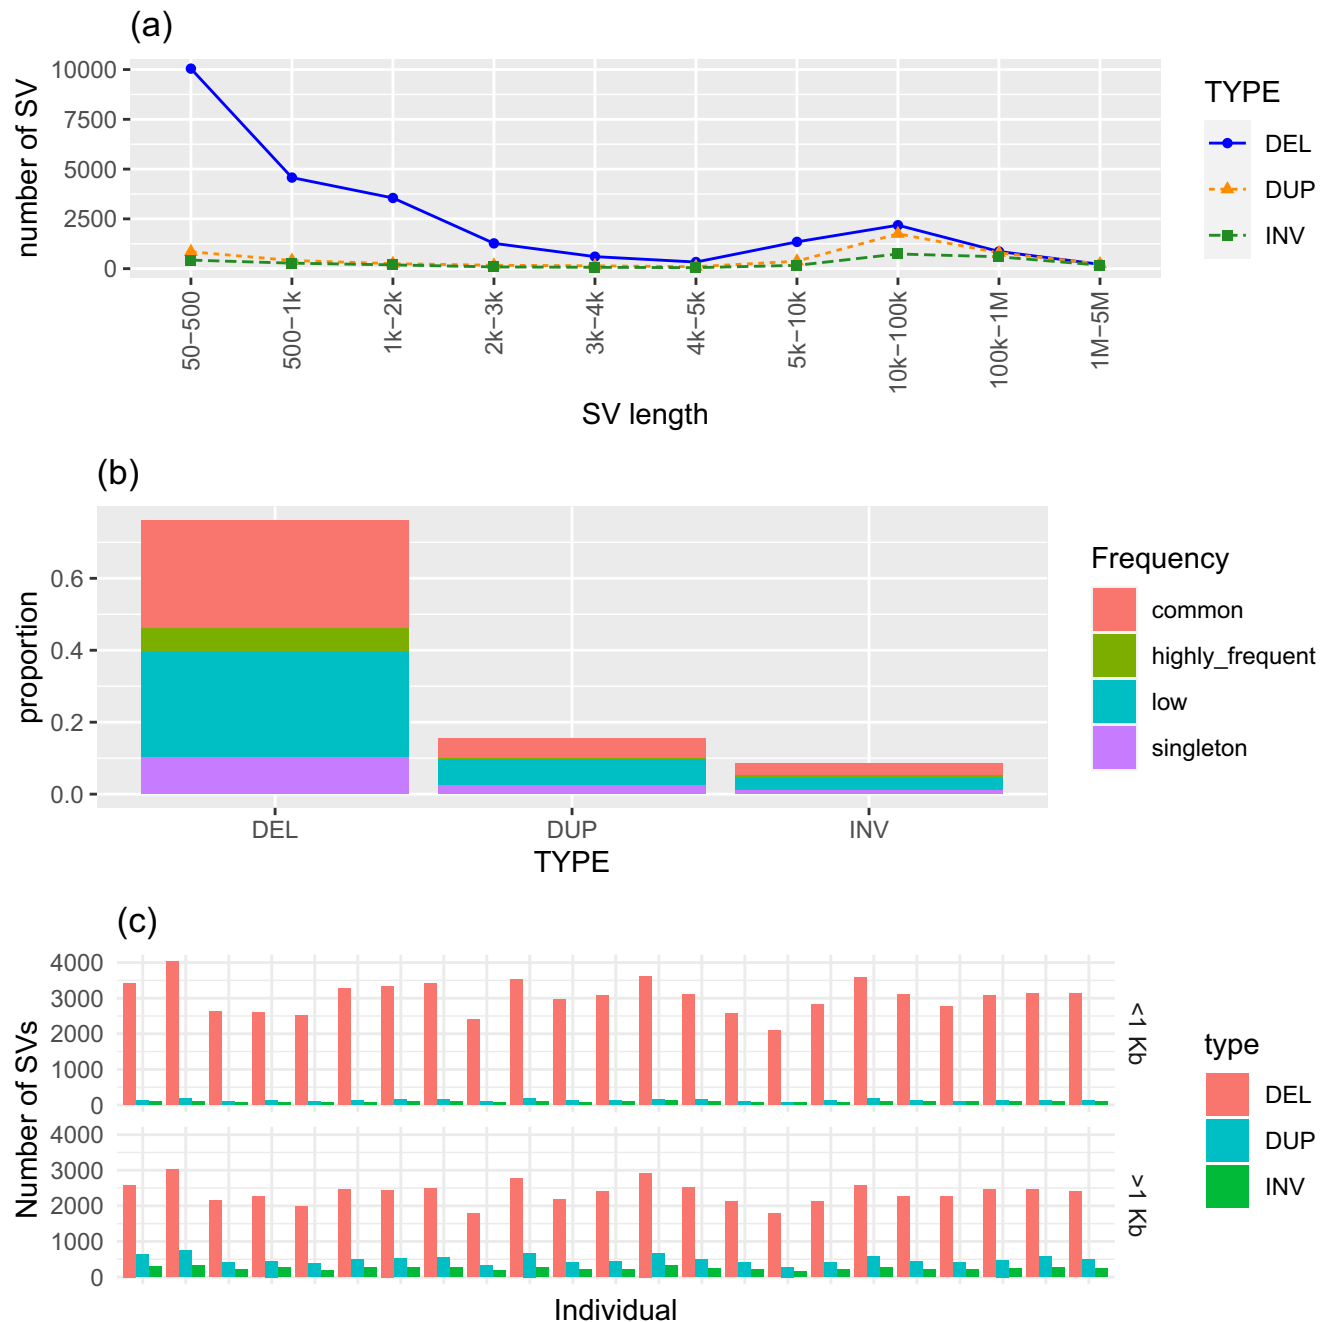 (a)
number of SV
10000
7500
5000
2500
0
50−500
500−1k
1k−2k
2k−3k
3k−4k
4k−5k
5k−10k
10k−100k
100k−1M
1M−5M
SV length
TYPE
DEL
DUP
INV
(b)
proportion
0.6
0.4
0.2
0.0
DEL
DUP
INV
TYPE
Frequency
common
highly_frequent
low
singleton
(c)
Number of SVs
4000
3000
2000
1000
0
<1 Kb
4000
3000
2000
1000
0
>1 Kb
Individual
type
DEL
DUP
INV